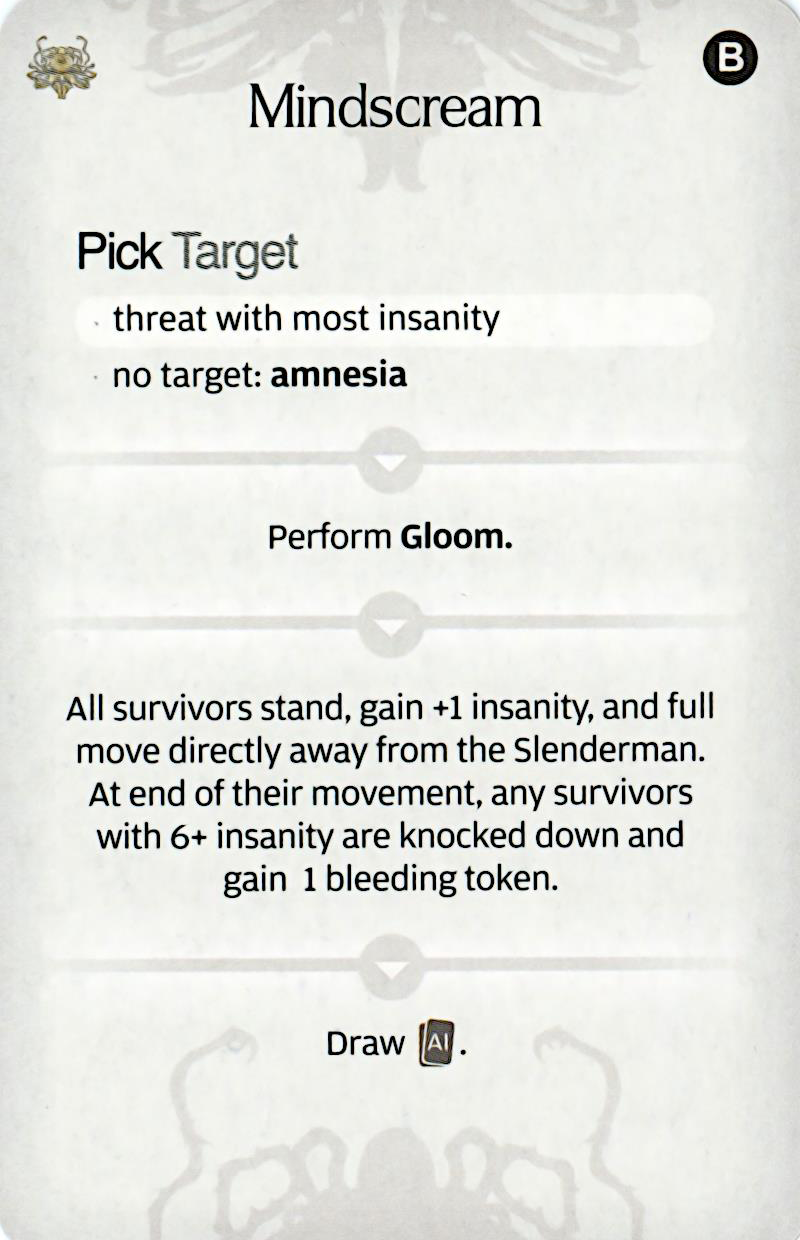 B
Mindscream
Pick Target
· threat with most insanity
· no target: amnesia
Perform Gloom.
All survivors stand, gain +1 insanity, and full
move directly away from the Slenderman.
At end of their movement, any survivors
with 6+ insanity are knocked down and
gain 1 bleeding token.
Draw AI.